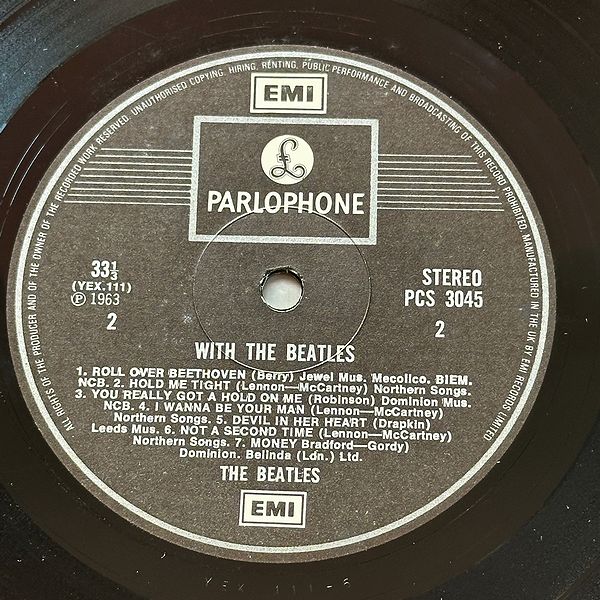 ALL RIGHTS OF THE PRODUCER AND OF THE OWNER OF THE RECORDED WORK RESERVED. UNAUTHORISED COPYING, HIRING, RENTING, PUBLIC PERFORMANCE AND BROADCASTING OF THIS RECORD PROHIBITED. MANUFACTURED IN THE UK BY EMI RECORDS LIMITED
EMI
£
PARLOPHONE
33⅓
(YEX.111)
Ⓟ 1963
2
STEREO
PCS 3045
2
WITH THE BEATLES
1. ROLL OVER BEETHOVEN (Berry) Jewel Mus. Mecolico. BIEM.
NCB. 2. HOLD ME TIGHT (Lennon—McCartney) Northern Songs.
3. YOU REALLY GOT A HOLD ON ME (Robinson) Dominion Mus.
NCB. 4. I WANNA BE YOUR MAN (Lennon—McCartney)
Northern Songs. 5. DEVIL IN HER HEART (Drapkin)
Leeds Mus. 6. NOT A SECOND TIME (Lennon—McCartney)
Northern Songs. 7. MONEY Bradford—Gordy)
Dominion. Belinda (Ldn.) Ltd.
THE BEATLES
EMI